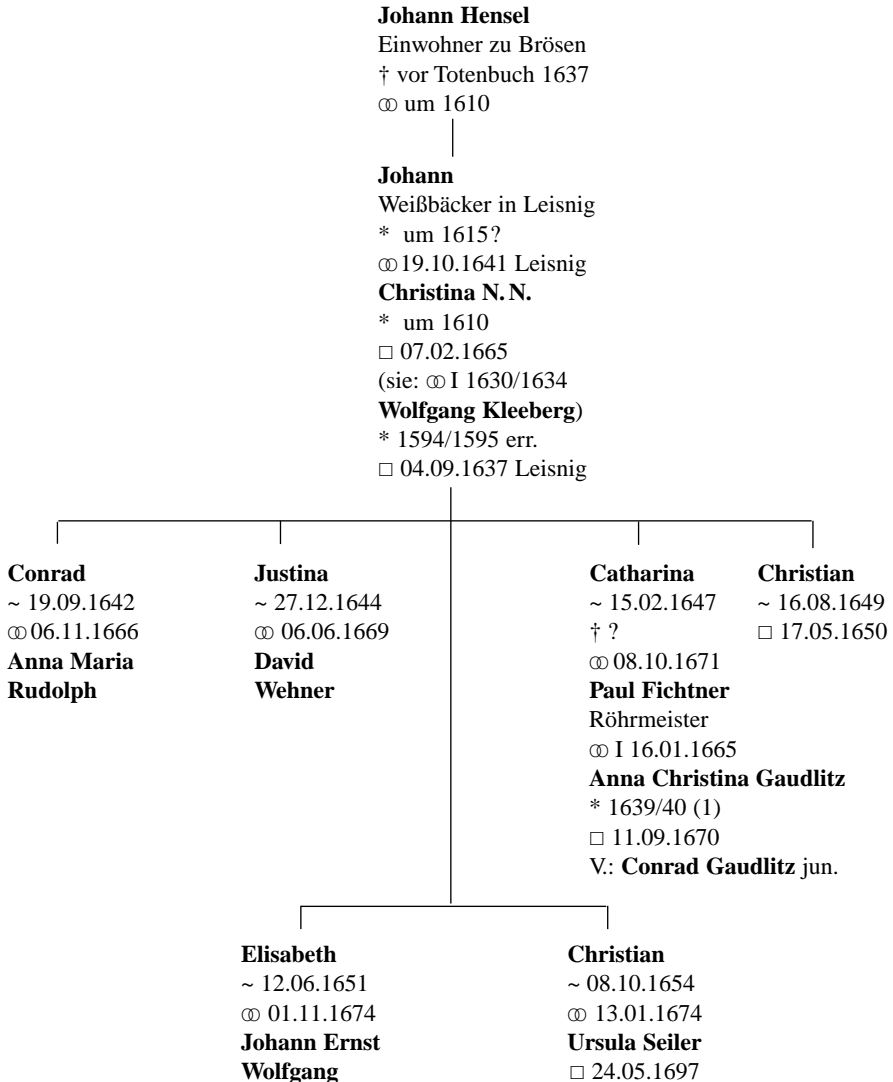 Johann Hensel
Einwohner zu Brösen
† vor Totenbuch 1637
⚭ um 1610
Johann
Weißbäcker in Leisnig
* um 1615?
⚭ 19.10.1641 Leisnig
Christina N. N.
* um 1610
□ 07.02.1665
(sie: ⚭ I 1630/1634
Wolfgang Kleeberg)
* 1594/1595 err.
□ 04.09.1637 Leisnig
Conrad
~ 19.09.1642
⚭ 06.11.1666
Anna Maria
Rudolph
Justina
~ 27.12.1644
⚭ 06.06.1669
David
Wehner
Catharina
~ 15.02.1647
† ?
⚭ 08.10.1671
Paul Fichtner
Röhrmeister
⚭ I 16.01.1665
Anna Christina Gaudlitz
* 1639/40 (1)
□ 11.09.1670
V.: Conrad Gaudlitz jun.
Christian
~ 16.08.1649
□ 17.05.1650
Elisabeth
~ 12.06.1651
⚭ 01.11.1674
Johann Ernst
Wolfgang
Christian
~ 08.10.1654
⚭ 13.01.1674
Ursula Seiler
□ 24.05.1697